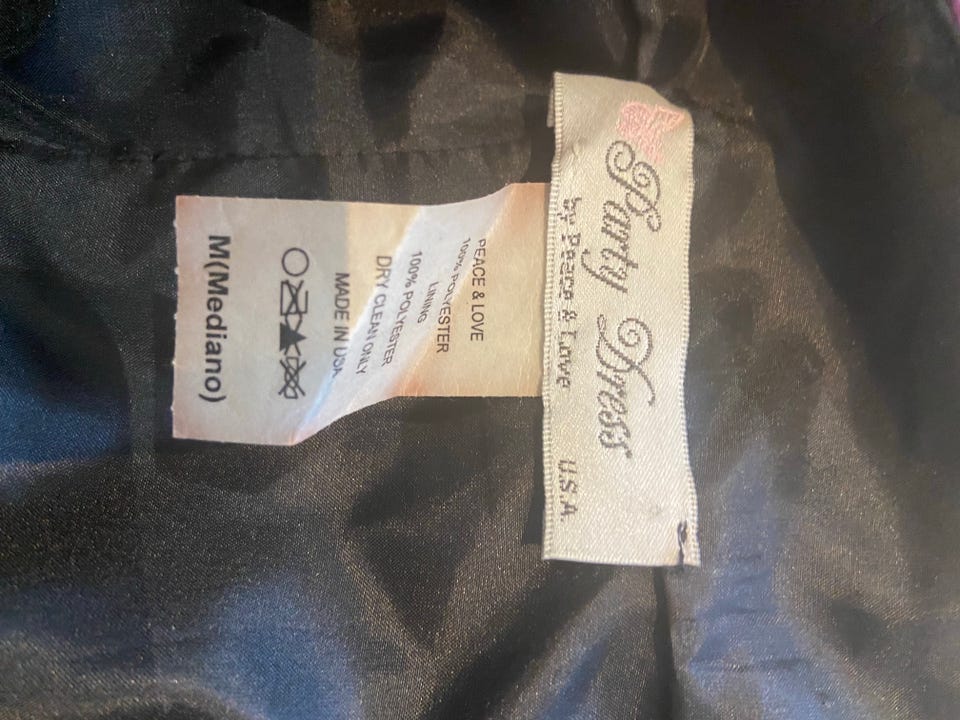 Party Dress
by Peace & Love U.S.A.
PEACE & LOVE
100% POLYESTER
LINING
100% POLYESTER
DRY CLEAN ONLY
MADE IN USA
M(Mediano)